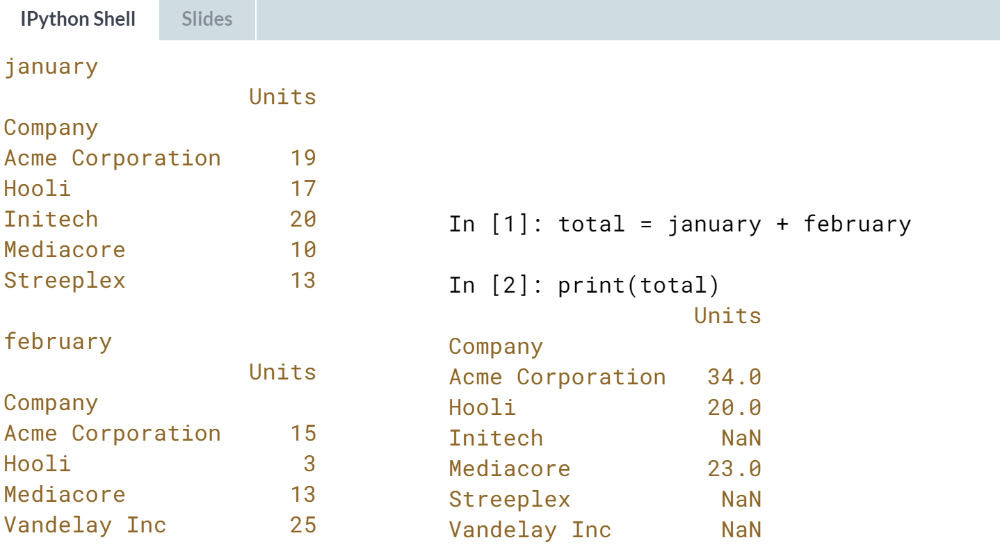 IPython Shell Slides
january
Units
Company
Acme Corporation 19
Hooli 17
Initech 20
Mediacore 10
Streeplex 13
february
Units
Company
Acme Corporation 15
Hooli 3
Mediacore 13
Vandelay Inc 25
In [1]: total = january + february
In [2]: print(total)
Units
Company
Acme Corporation 34.0
Hooli 20.0
Initech NaN
Mediacore 23.0
Streeplex NaN
Vandelay Inc NaN